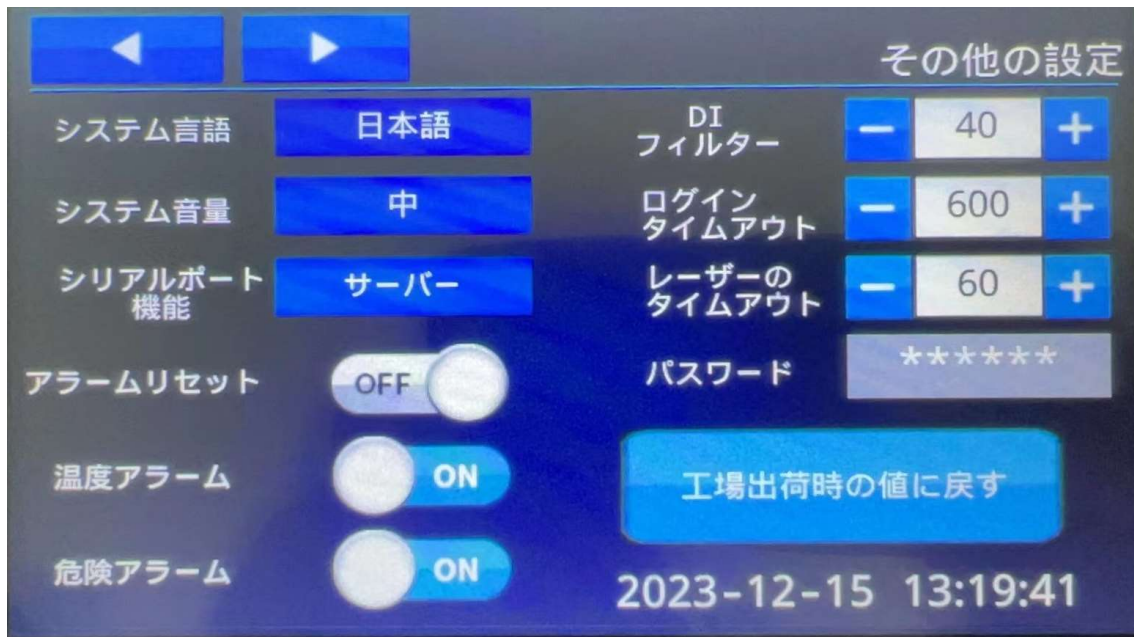 その他の設定
システム言語
日本語
システム音量
中
シリアルポート
機能
サーバー
アラームリセット
OFF
温度アラーム
ON
危険アラーム
ON
DI
フィルター
−
40
+
ログイン
タイムアウト
−
600
+
レーザーの
タイムアウト
−
60
+
パスワード
******
工場出荷時の値に戻す
2023-12-15 13:19:41